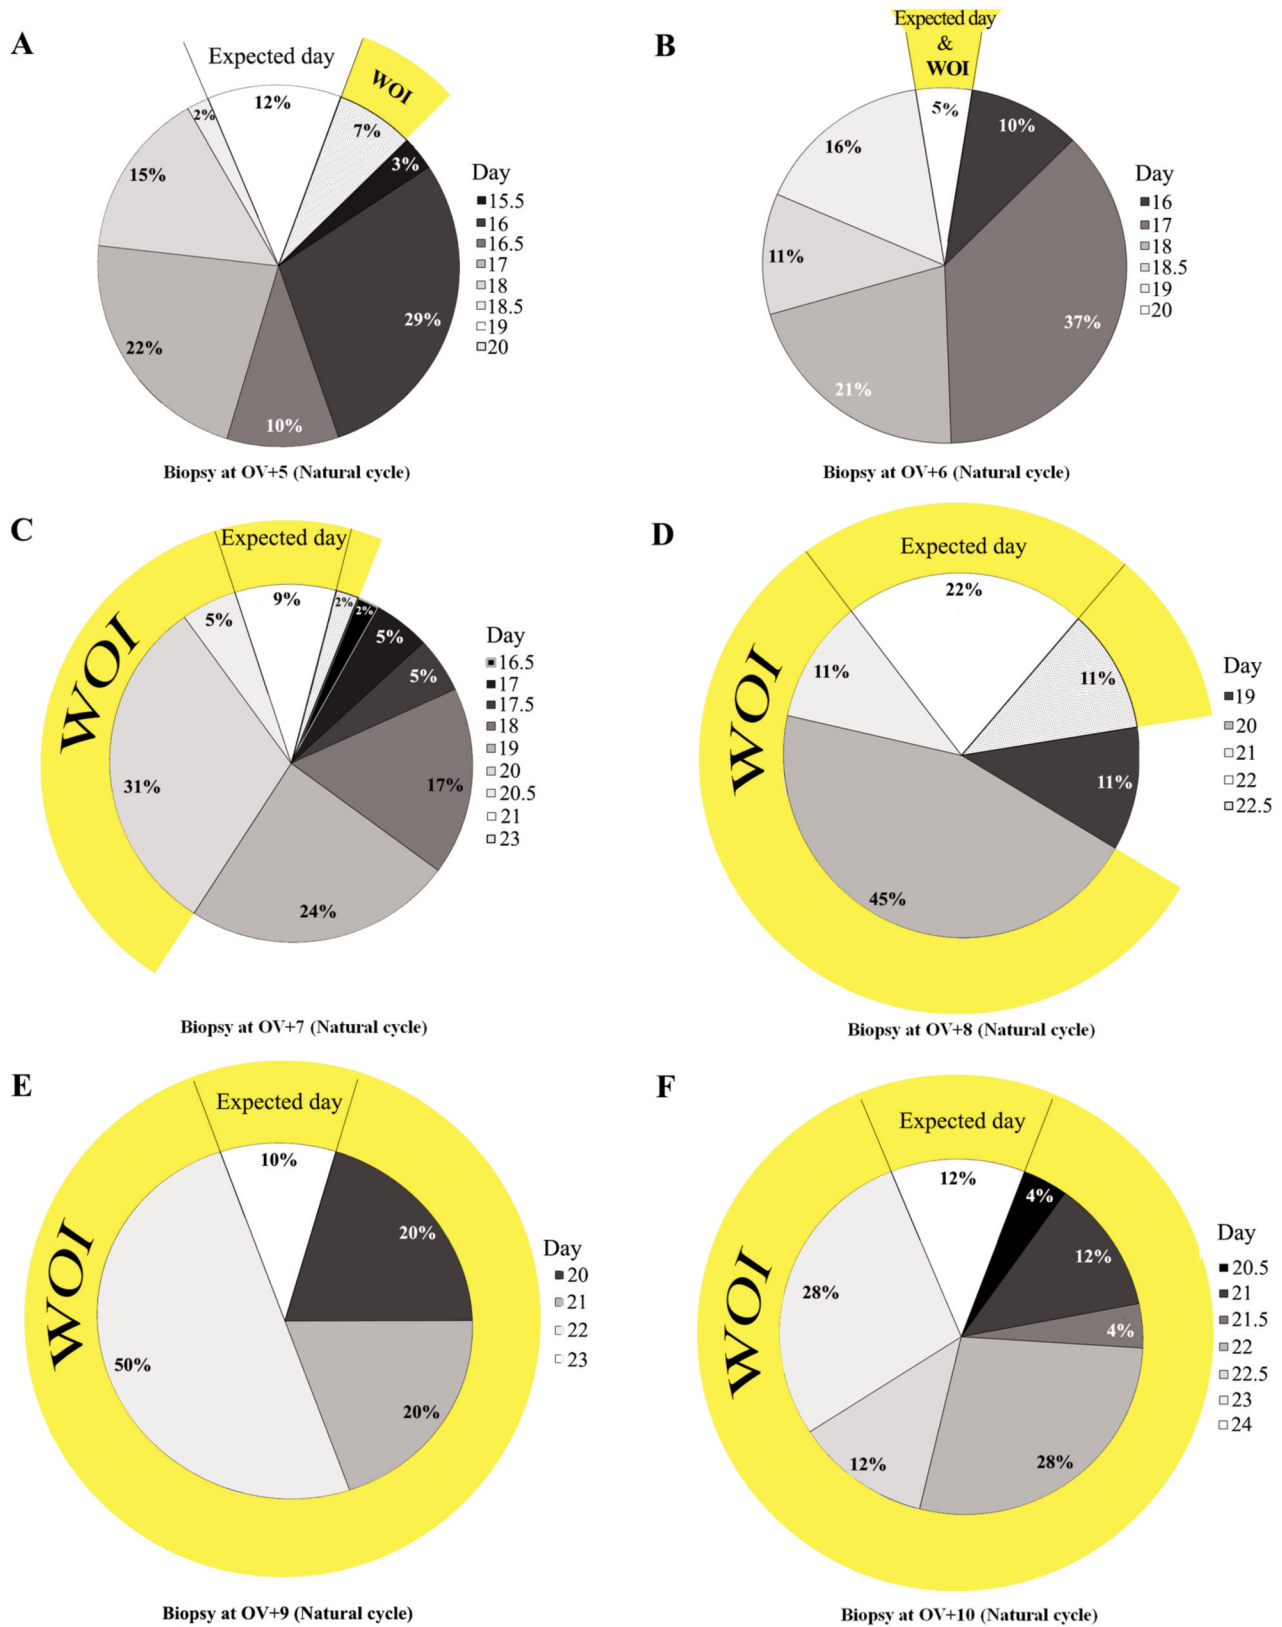 A
Expected day
WOI
2%
12%
7%
3%
15%
29%
22%
10%
Day
15.5
16
16.5
17
18
18.5
19
20
Biopsy at OV+5 (Natural cycle)
B
Expected day
&
WOI
5%
10%
16%
11%
37%
21%
Day
16
17
18
18.5
19
20
Biopsy at OV+6 (Natural cycle)
C
Expected day
WOI
9%
2%
2%
5%
5%
5%
17%
31%
24%
Day
16.5
17
17.5
18
19
20
20.5
21
23
Biopsy at OV+7 (Natural cycle)
D
Expected day
WOI
22%
11%
11%
11%
45%
Day
19
20
21
22
22.5
Biopsy at OV+8 (Natural cycle)
E
Expected day
WOI
10%
20%
50%
20%
Day
20
21
22
23
Biopsy at OV+9 (Natural cycle)
F
Expected day
WOI
12%
4%
12%
28%
4%
12%
28%
Day
20.5
21
21.5
22
22.5
23
24
Biopsy at OV+10 (Natural cycle)